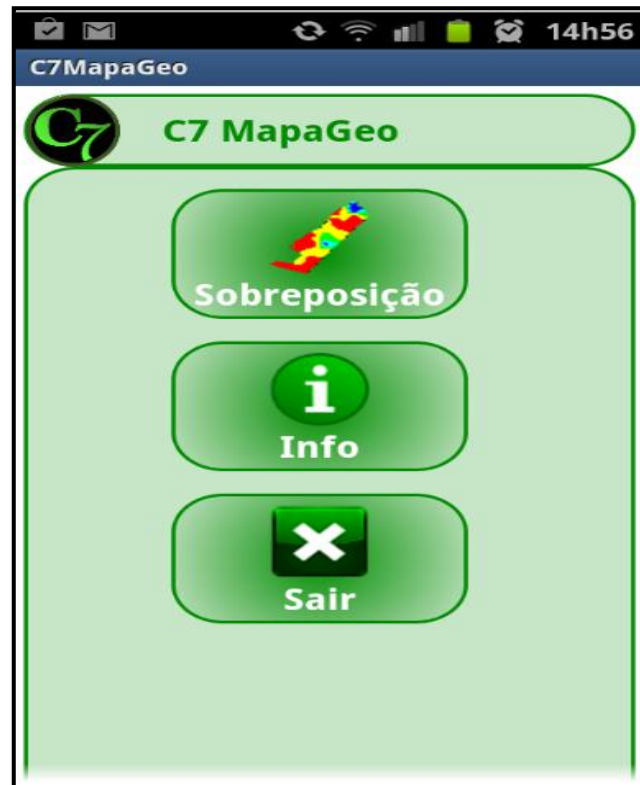 14h56
C7MapaGeo
C7 C7 MapaGeo
Sobreposição
i
Info
Sair